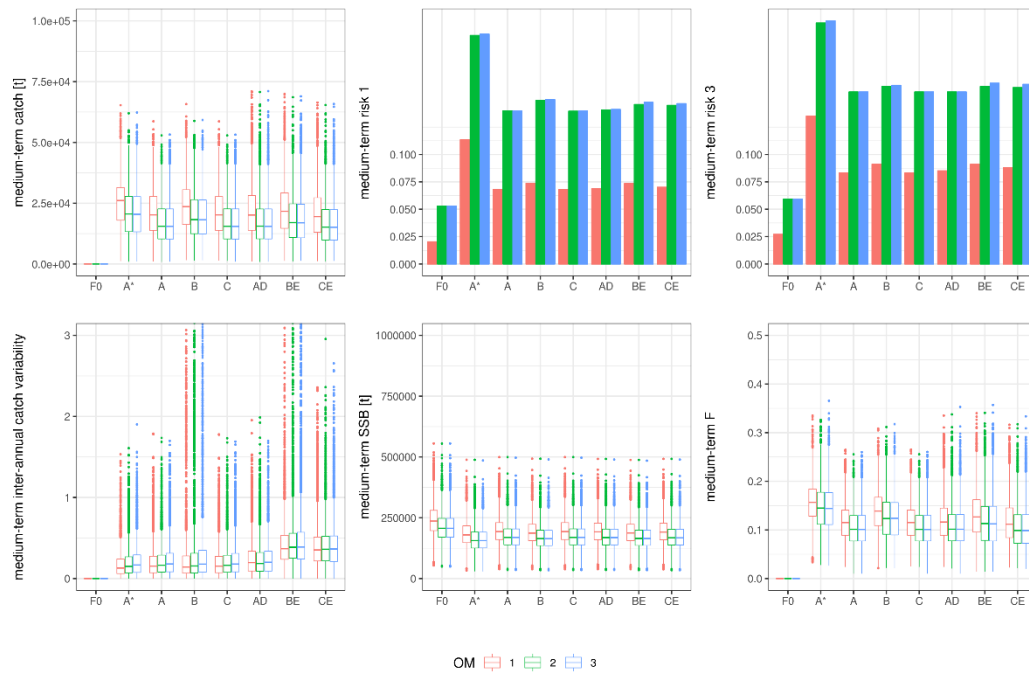 medium-term catch [t]
1.0e+05
7.5e+04
5.0e+04
2.5e+04
0.0e+00
F0 A* A B C AD BE CE
medium-term risk 1
0.100
0.075
0.050
0.025
0.000
F0 A* A B C AD BE CE
medium-term risk 3
0.100
0.075
0.050
0.025
0.000
F0 A* A B C AD BE CE
medium-term inter-annual catch variability
3
2
1
0
F0 A* A B C AD BE CE
medium-term SSB [t]
1000000
750000
500000
250000
0
F0 A* A B C AD BE CE
medium-term F
0.5
0.4
0.3
0.2
0.1
0.0
F0 A* A B C AD BE CE
OM 1 2 3